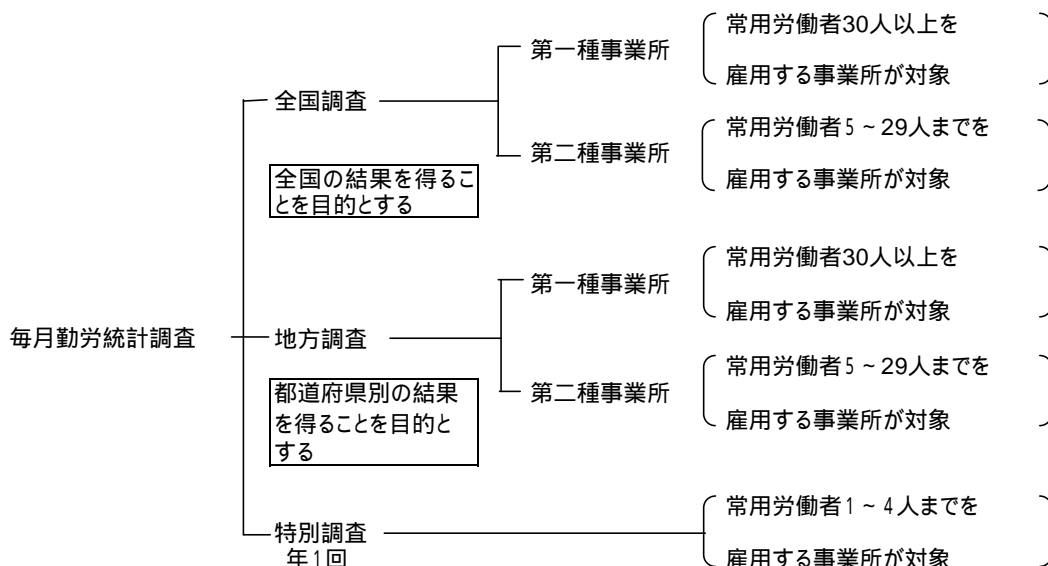 毎月勤労統計調査
全国調査
全国の結果を得るこ
とを目的とする
第一種事業所
常用労働者30人以上を
雇用する事業所が対象
第二種事業所
常用労働者5～29人までを
雇用する事業所が対象
地方調査
都道府県別の結果
を得ることを目的と
する
第一種事業所
常用労働者30人以上を
雇用する事業所が対象
第二種事業所
常用労働者5～29人までを
雇用する事業所が対象
特別調査
年1回
常用労働者1～4人までを
雇用する事業所が対象